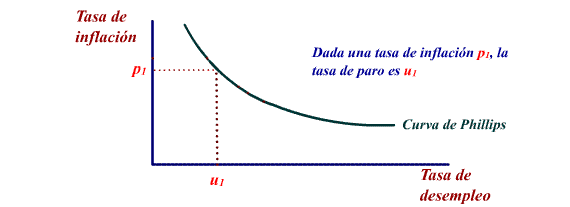 Tasa de
inflación
Dada una tasa de inflación p1, la
tasa de paro es u1
p1
Curva de Phillips
u1
Tasa de
desempleo